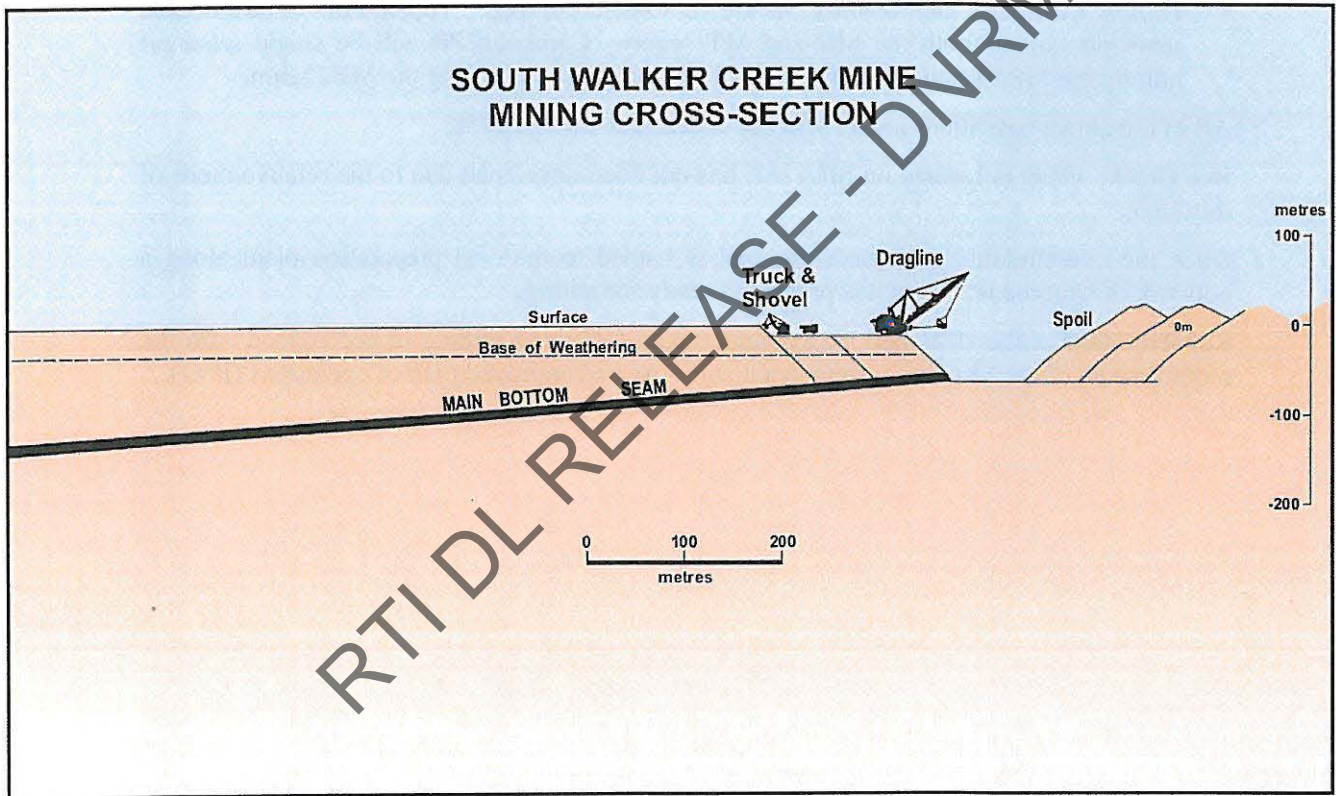 SOUTH WALKER CREEK MINE
MINING CROSS-SECTION
metres
100
Truck &
Shovel
Dragline
Surface
Spoil
0m
0
Base of Weathering
MAIN BOTTOM SEAM
-100
-200
0 100 200
metres
RTI DL RELEASE - DNRM